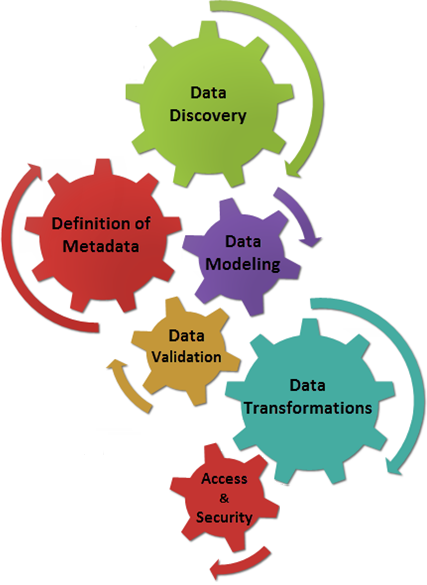 Data
Discovery
Definition of
Metadata
Data
Modeling
Data
Validation
Data
Transformations
Access
&
Security